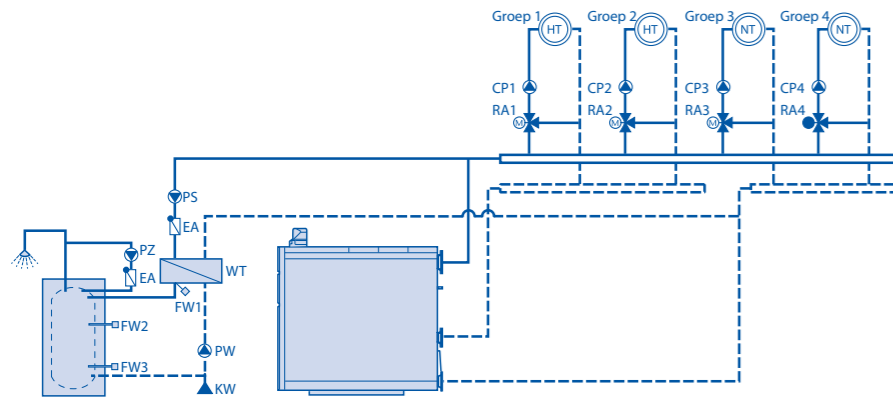 Groep 1 Groep 2 Groep 3 Groep 4
HT HT NT NT
CP1 CP2 CP3 CP4
RA1 RA2 RA3 RA4
M M M
PS
EA
PZ
EA
WT
FW1
FW2
PW
FW3
KW